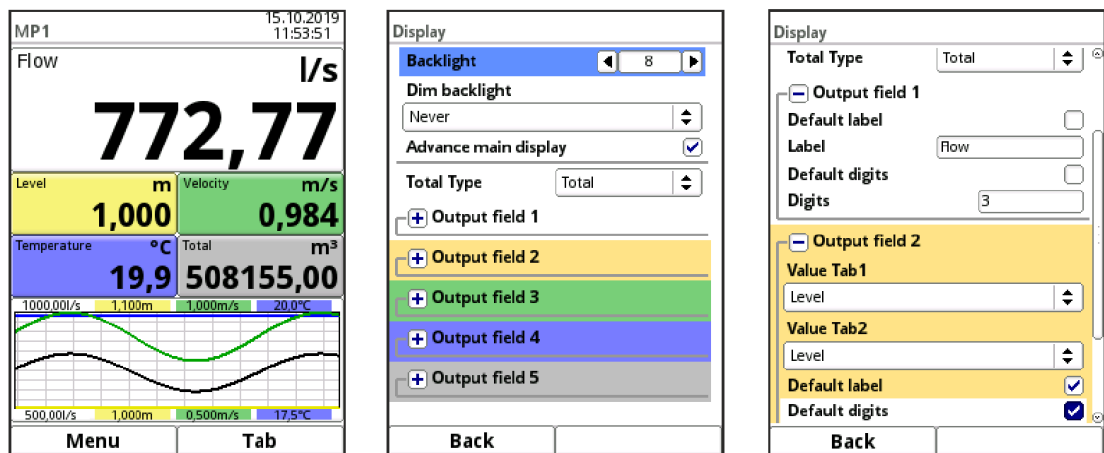 15.10.2019
MP1 11:53:51
Flow l/s
772,77
Level m Velocity m/s
1,000 0,984
Temperature °C Total m³
19,9 508155,00
1000,00l/s 1,100m 1,000m/s 20,0°C
500,00l/s 1,000m 0,500m/s 17,5°C
Menu Tab
Display
Backlight 8
Dim backlight
Never
Advance main display
Total Type Total
Output field 1
Output field 2
Output field 3
Output field 4
Output field 5
Back
Display
Total Type Total
Output field 1
Default label
Label Flow
Default digits
Digits 3
Output field 2
Value Tab1
Level
Value Tab2
Level
Default label
Default digits
Back